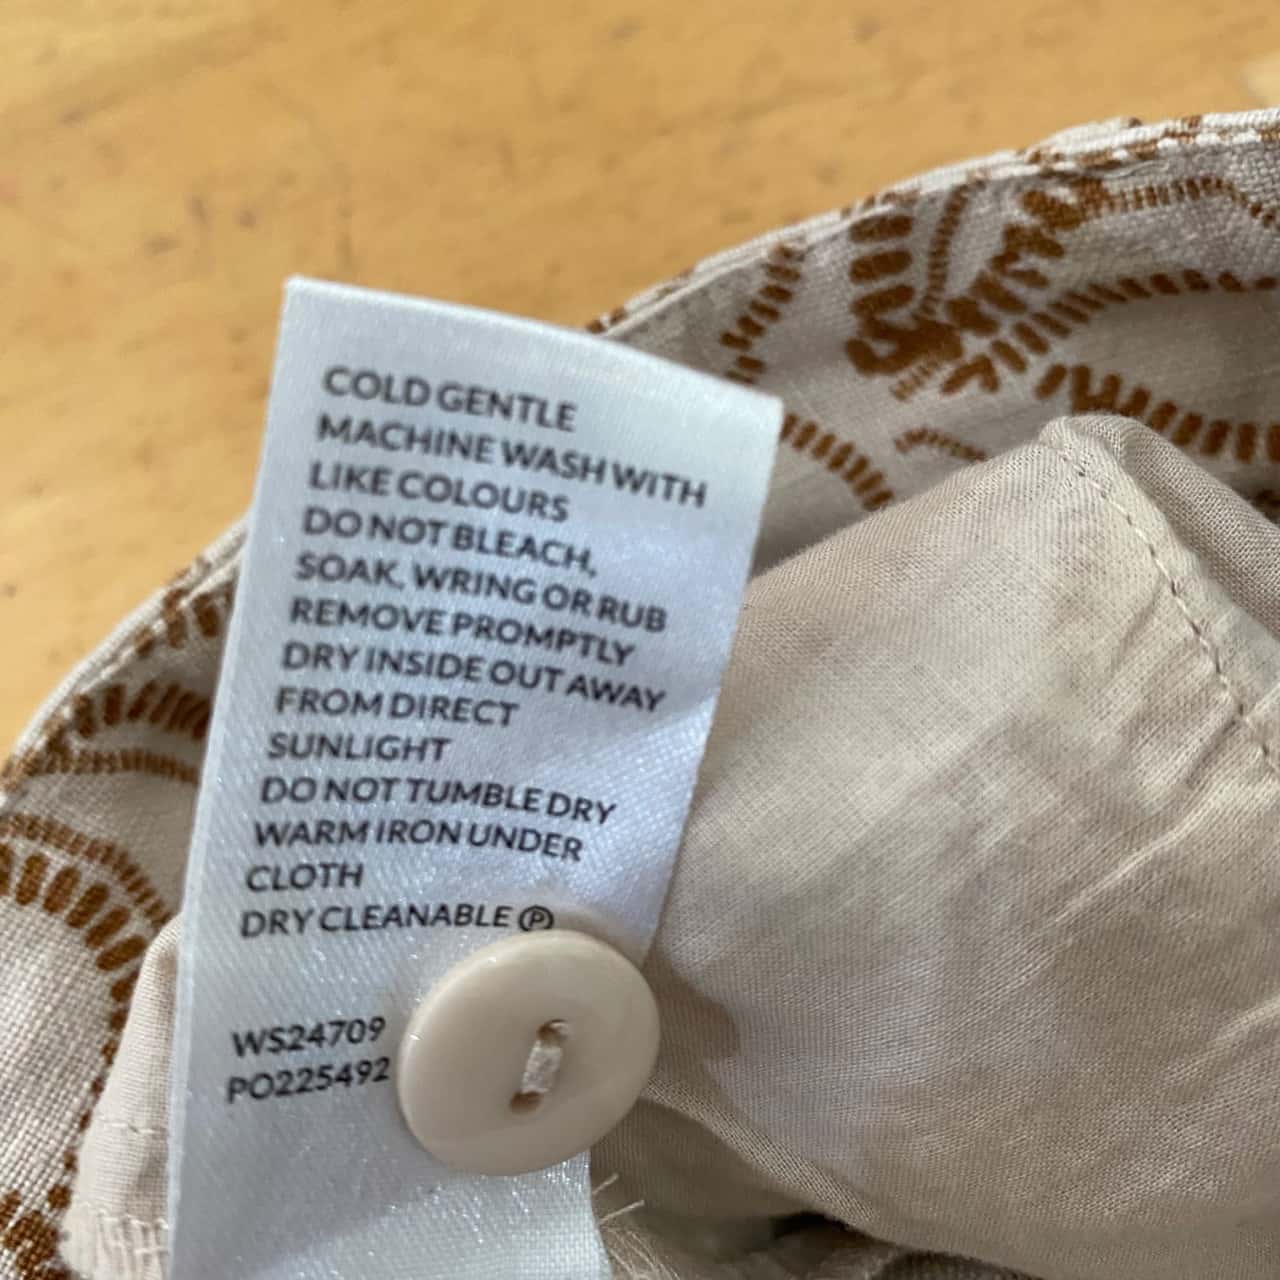 COLD GENTLE
MACHINE WASH WITH
LIKE COLOURS
DO NOT BLEACH,
SOAK, WRING OR RUB
REMOVE PROMPTLY
DRY INSIDE OUT AWAY
FROM DIRECT
SUNLIGHT
DO NOT TUMBLE DRY
WARM IRON UNDER
CLOTH
DRY CLEANABLE Ⓟ
WS24709
PO225492